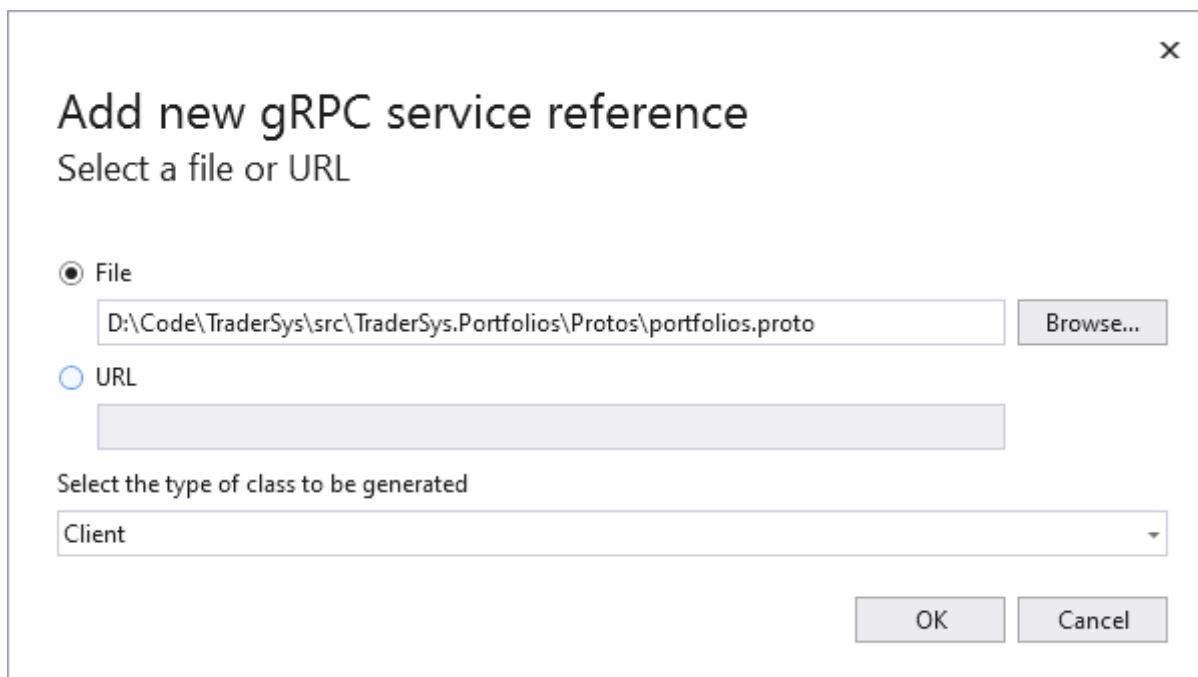 Add new gRPC service reference
Select a file or URL
File
D:\Code\TraderSys\src\TraderSys.Portfolios\Protos\portfolios.proto
Browse...
URL
Select the type of class to be generated
Client
OK
Cancel